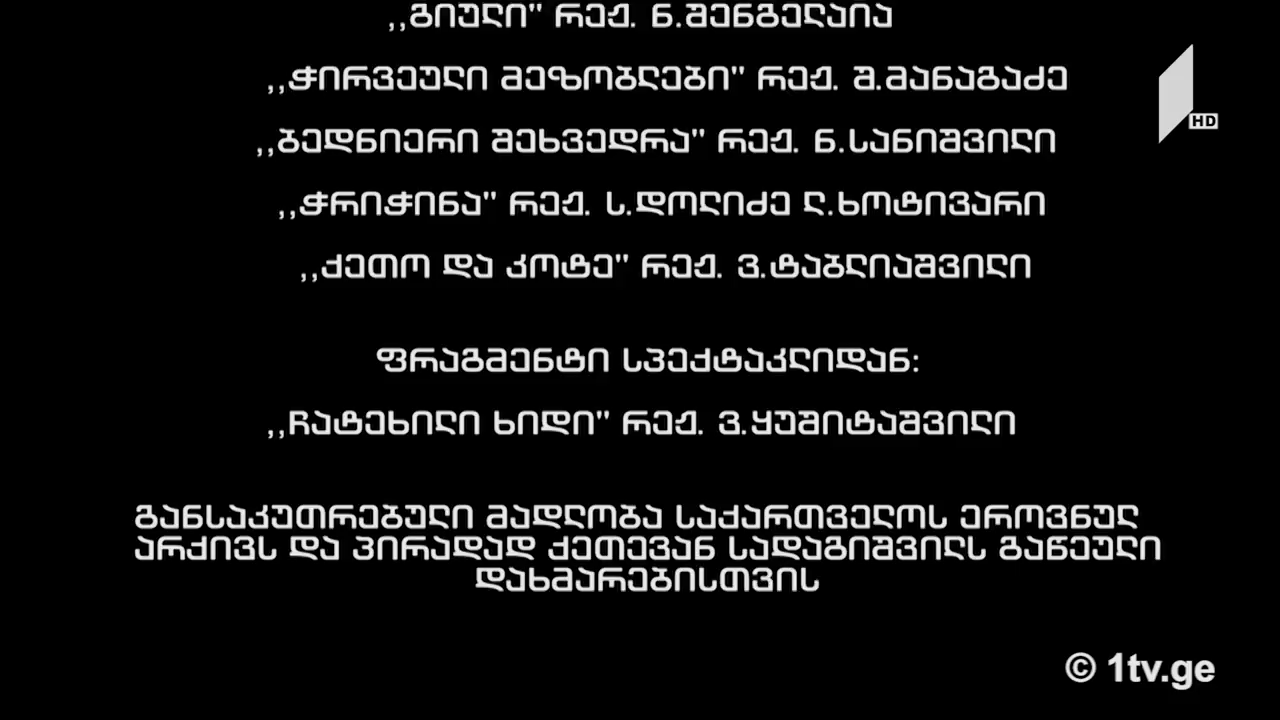 ,,გიული" რეჟ. ნ.შენგელაია
HD
,,ჭირვეული მეზობლები" რეჟ. შ.მანაგაძე
,,ბედნიერი შეხვედრა" რეჟ. ნ.სანიშვილი
,,ჭრიჭინა" რეჟ. ს.დოლიძე ლ.ხოტივარი
,,ქეთო და კოტე" რეჟ. ვ.ტაბლიაშვილი
ფრაგმენტი სპექტაკლიდან:
,,ჩატეხილი ხიდი" რეჟ. ვ.ყუშიტაშვილი
განსაკუთრებული მადლობა საქართველოს ეროვნულ
არქივს და პირადად ქეთევან სადაგიშვილს გაწეული
დახმარებისთვის
© 1tv.ge